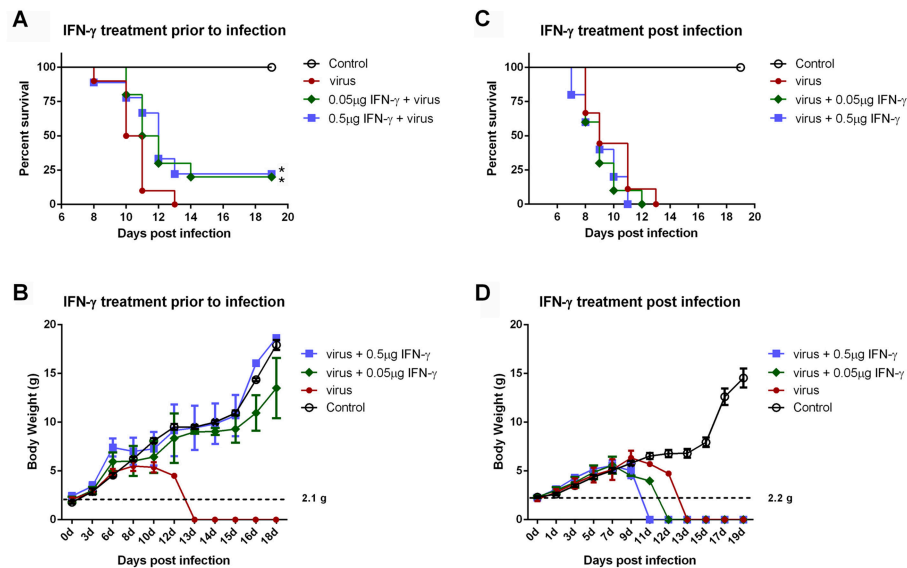 A
IFN-γ treatment prior to infection
Percent survival
100
75
50
25
0
6 8 10 12 14 16 18 20
Days post infection
Control
virus
0.05µg IFN-γ + virus
0.5µg IFN-γ + virus
*
*
C
IFN-γ treatment post infection
Percent survival
100
75
50
25
0
6 8 10 12 14 16 18 20
Days post infection
Control
virus
virus + 0.05µg IFN-γ
virus + 0.5µg IFN-γ
B
IFN-γ treatment prior to infection
Body Weight (g)
20
15
10
5
0
0d 3d 6d 8d 10d 12d 13d 14d 15d 16d 18d
Days post infection
virus + 0.5µg IFN-γ
virus + 0.05µg IFN-γ
virus
Control
2.1 g
D
IFN-γ treatment post infection
Body Weight (g)
20
15
10
5
0
0d 1d 3d 5d 7d 9d 11d 12d 13d 15d 17d 19d
Days post infection
virus + 0.5µg IFN-γ
virus + 0.05µg IFN-γ
virus
Control
2.2 g